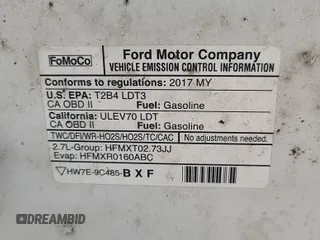 FoMoCo
Ford Motor Company
VEHICLE EMISSION CONTROL INFORMATION
Conforms to regulations: 2017 MY
U.S. EPA: T2B4 LDT3
CA OBD II Fuel: Gasoline
California: ULEV70 LDT
CA OBD II Fuel: Gasoline
TWC/DFI/WR-HO2S/HO2S/TC/CAC No adjustments needed.
2.7L-Group: HFMXT02.73JJ
Evap: HFMXR0160ABC
HW7E-9C485-BXF
DREAMBID